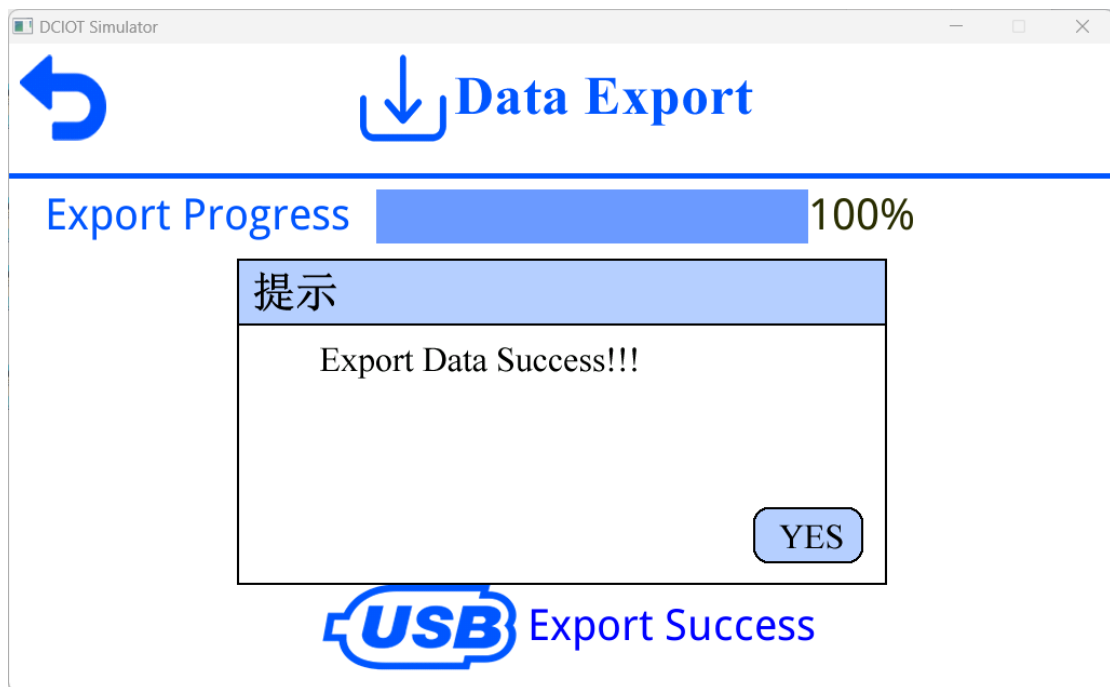 DCIOT Simulator
Data Export
Export Progress 100%
提示
Export Data Success!!!
YES
USB Export Success